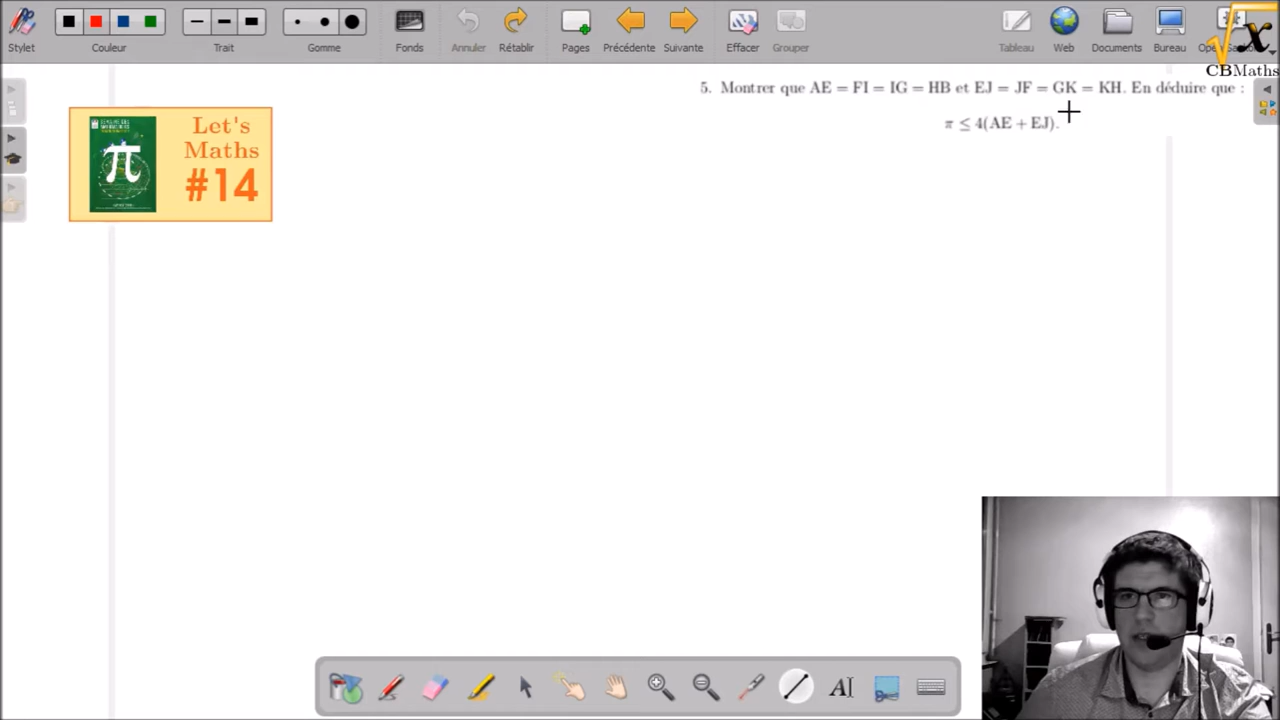 Stylet
Couleur
Trait
Gomme
Fonds
Annuler
Rétablir
Pages
Précédente
Suivante
Effacer
Grouper
Tableau
Web
Documents
Bureau
√x
CBMaths
5. Montrer que AE = FI = IG = HB et EJ = JF = GK = KH. En déduire que :
π ≤ 4(AE + EJ).
Let's
Maths
#14
π
AI